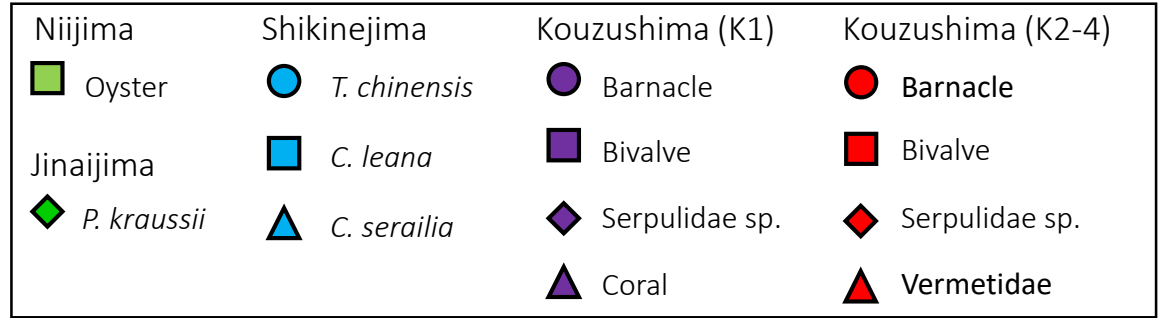 Niijima
Oyster
Jinaijima
P. kraussii
Shikinejima
T. chinensis
C. leana
C. serailia
Kouzushima (K1)
Barnacle
Bivalve
Serpulidae sp.
Coral
Kouzushima (K2-4)
Barnacle
Bivalve
Serpulidae sp.
Vermetidae